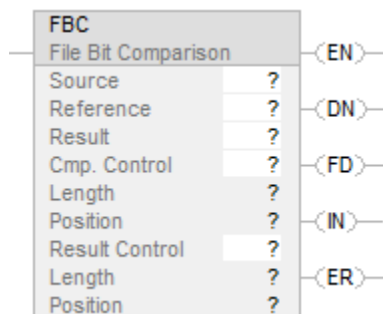 FBC
File Bit Comparison
(EN)
Source ?
Reference ?
(DN)
Result ?
Cmp. Control ?
(FD)
Length ?
Position ?
(IN)
Result Control ?
Length ?
(ER)
Position ?